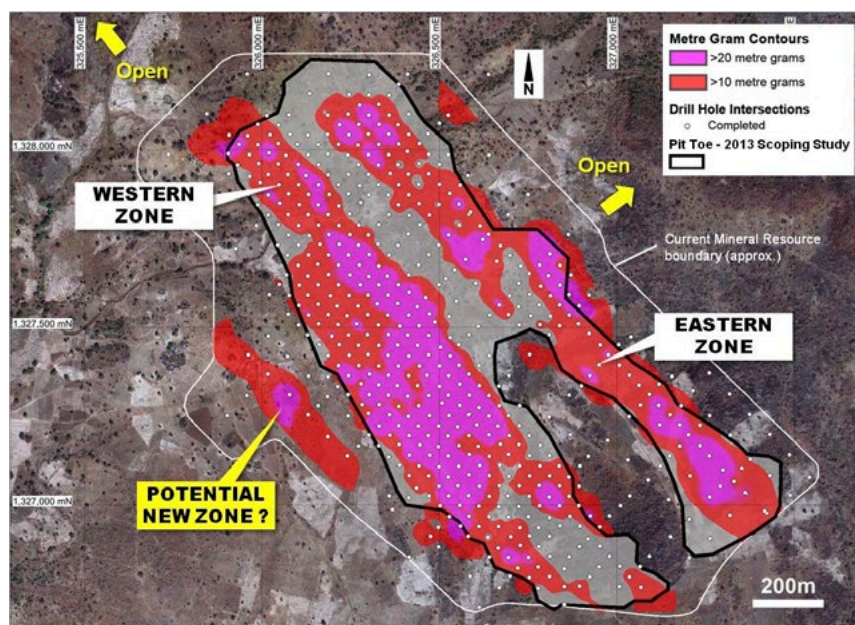 325,500 mE
326,000 mE
326,500 mE
327,000 mE
Open
N
Metre Gram Contours
>20 metre grams
>10 metre grams
Drill Hole Intersections
Completed
Pit Toe - 2013 Scoping Study
1,328,000 mN
WESTERN
ZONE
Open
Current Mineral Resource
boundary (approx.)
1,327,500 mN
EASTERN
ZONE
POTENTIAL
NEW ZONE ?
1,327,000 mN
200m